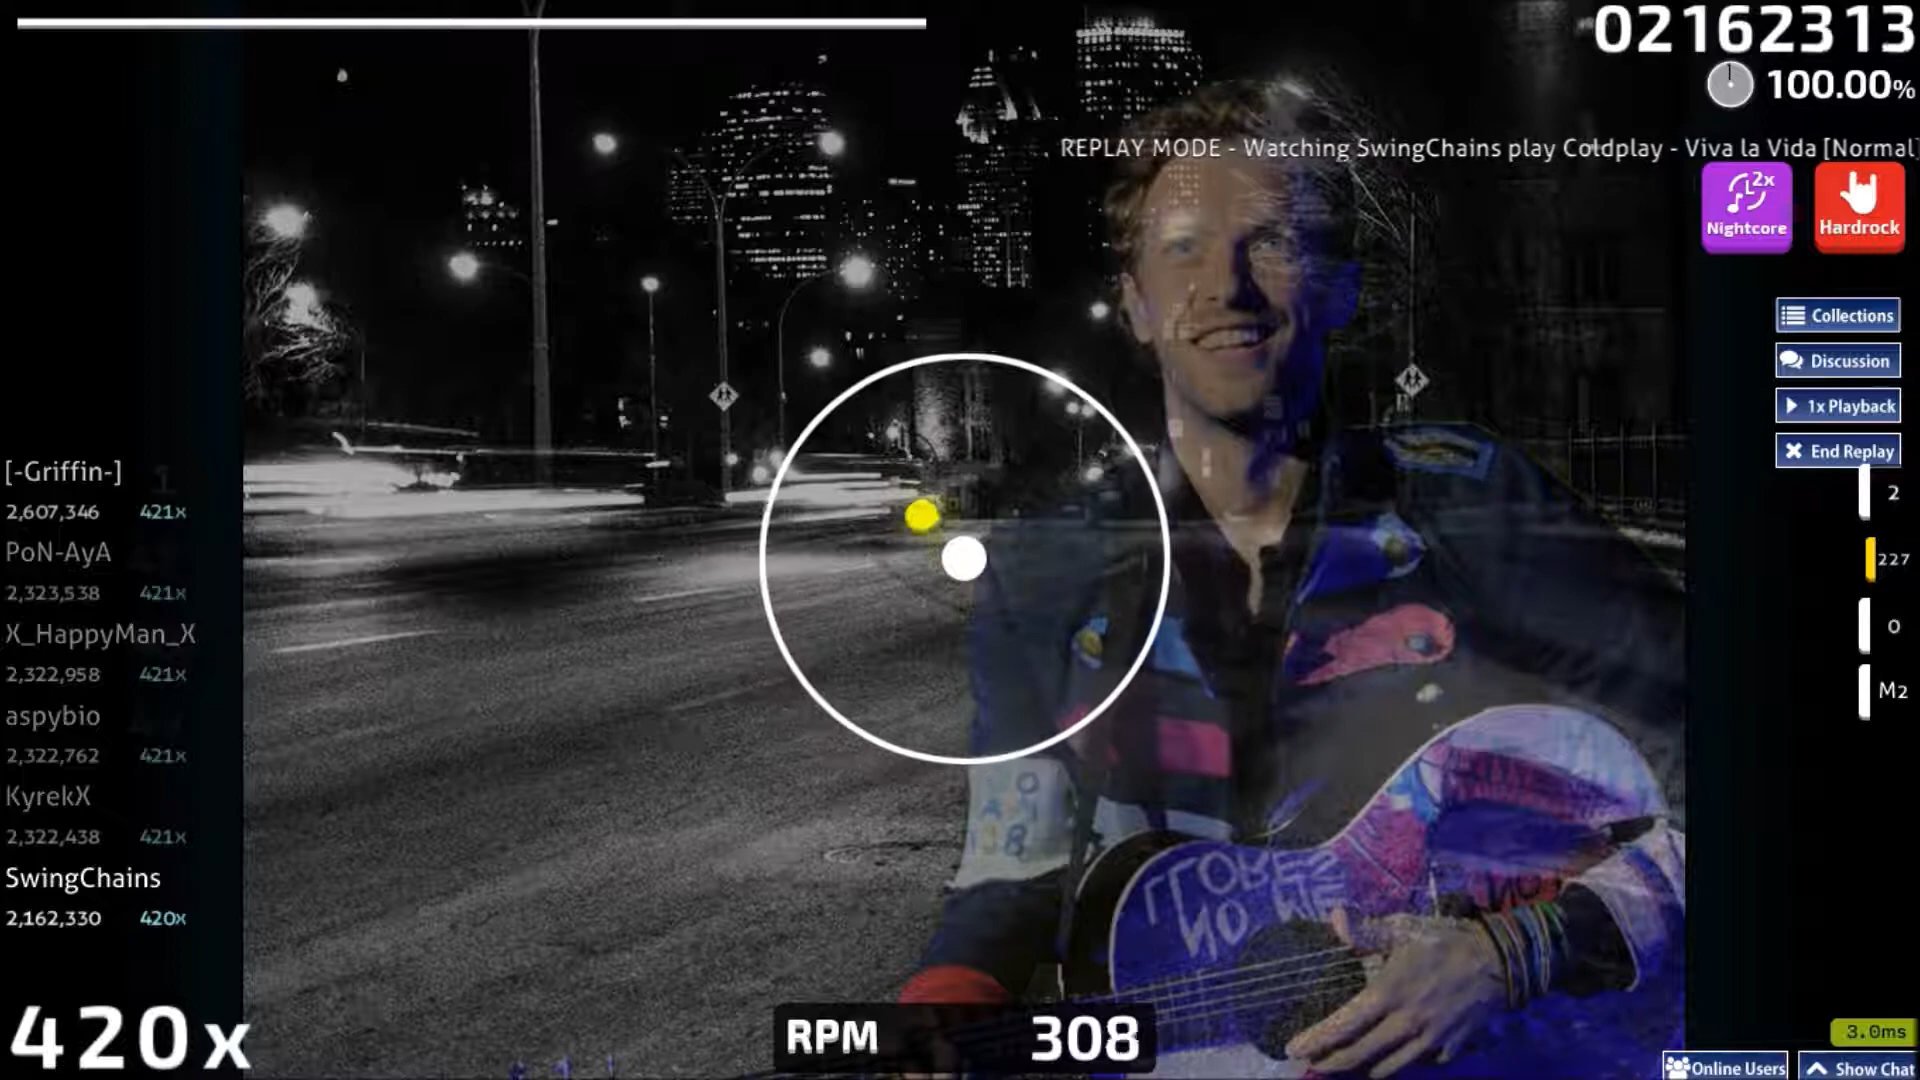 02162313
100.00%
REPLAY MODE - Watching SwingChains play Coldplay - Viva la Vida [Normal]
2x
Nightcore
Hardrock
Collections
Discussion
1x Playback
End Replay
[-Griffin-]
2,607,346 421x
PoN-AyA
2,323,538 421x
X_HappyMan_X
2,322,958 421x
aspybio
2,322,762 421x
KyrekX
2,322,438 421x
SwingChains
2,162,330 420x
2
227
0
M2
420x
RPM 308
3.0ms
Online Users
Show Chat